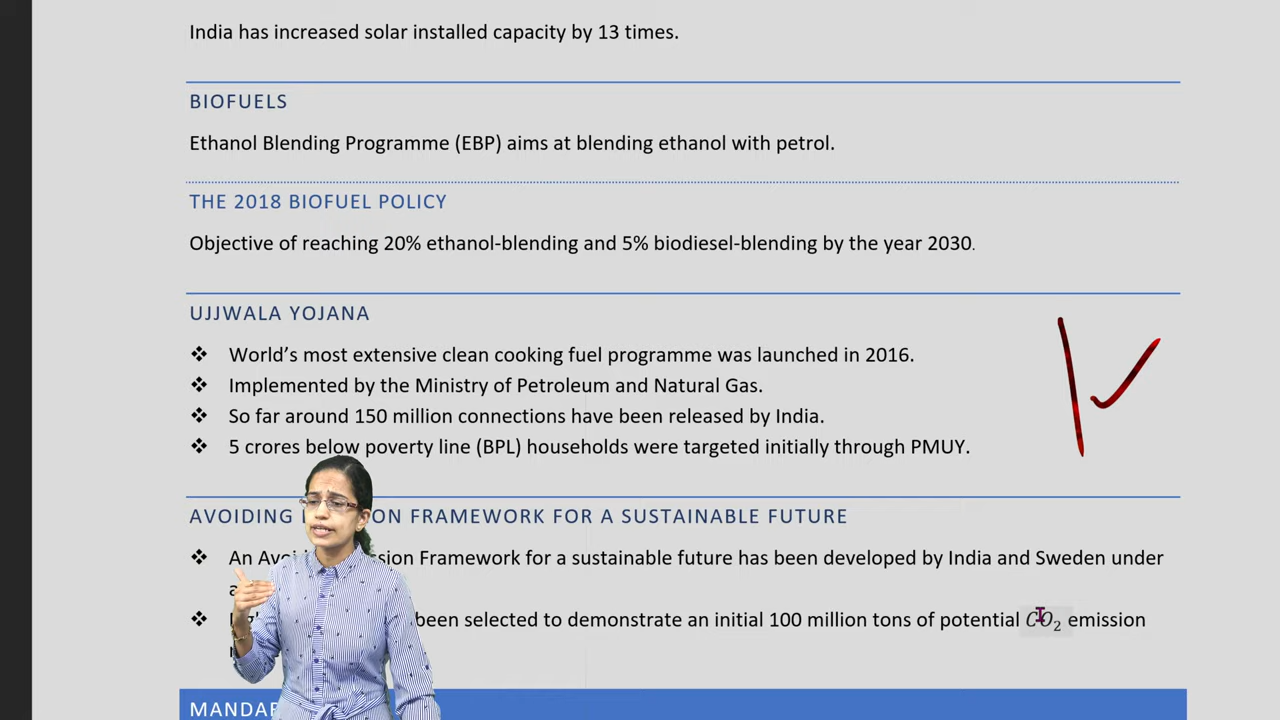 India has increased solar installed capacity by 13 times.
BIOFUELS
Ethanol Blending Programme (EBP) aims at blending ethanol with petrol.
THE 2018 BIOFUEL POLICY
Objective of reaching 20% ethanol-blending and 5% biodiesel-blending by the year 2030.
UJJWALA YOJANA
❖ World’s most extensive clean cooking fuel programme was launched in 2016.
❖ Implemented by the Ministry of Petroleum and Natural Gas.
❖ So far around 150 million connections have been released by India.
❖ 5 crores below poverty line (BPL) households were targeted initially through PMUY.
AVOIDING FRAMEWORK FOR A SUSTAINABLE FUTURE
❖ An Framework for a sustainable future has been developed by India and Sweden under
❖ been selected to demonstrate an initial 100 million tons of potential CO₂ emission